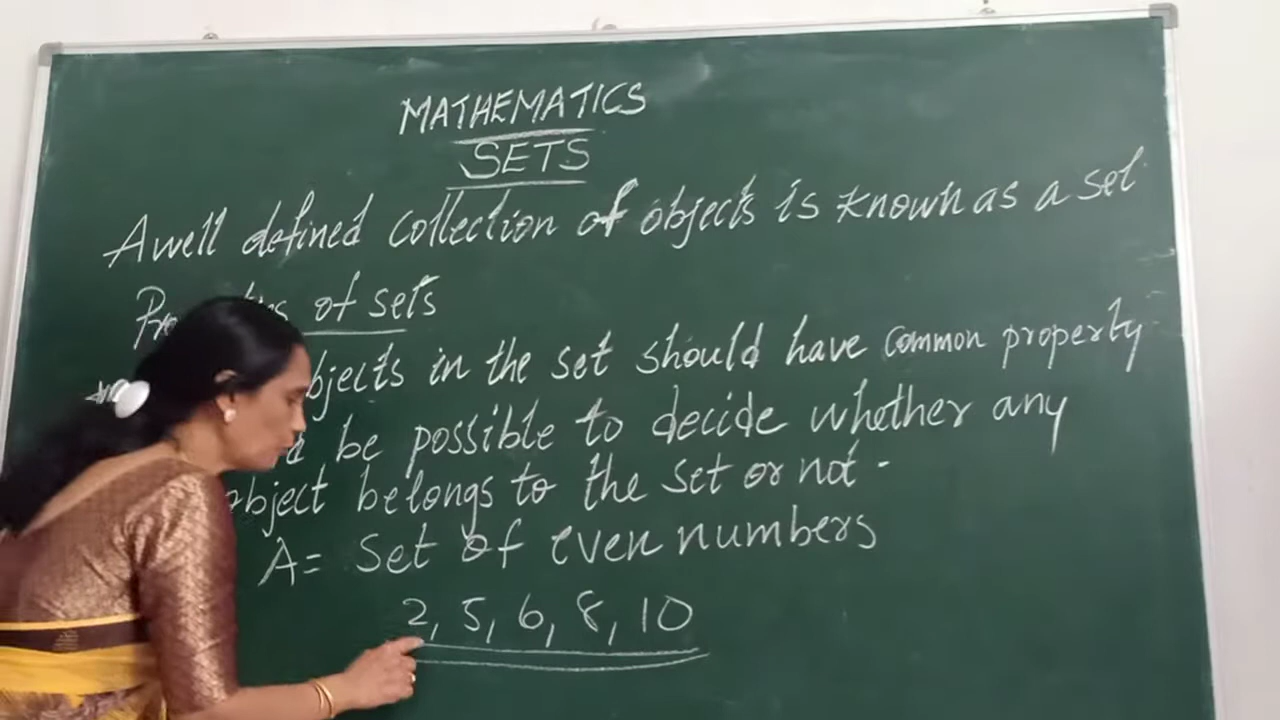 MATHEMATICS
SETS
A well defined collection of objects is known as a set
of sets
objects in the set should have common property
be possible to decide whether any
object belongs to the set or not.
A = Set of even numbers
2, 5, 6, 8, 10